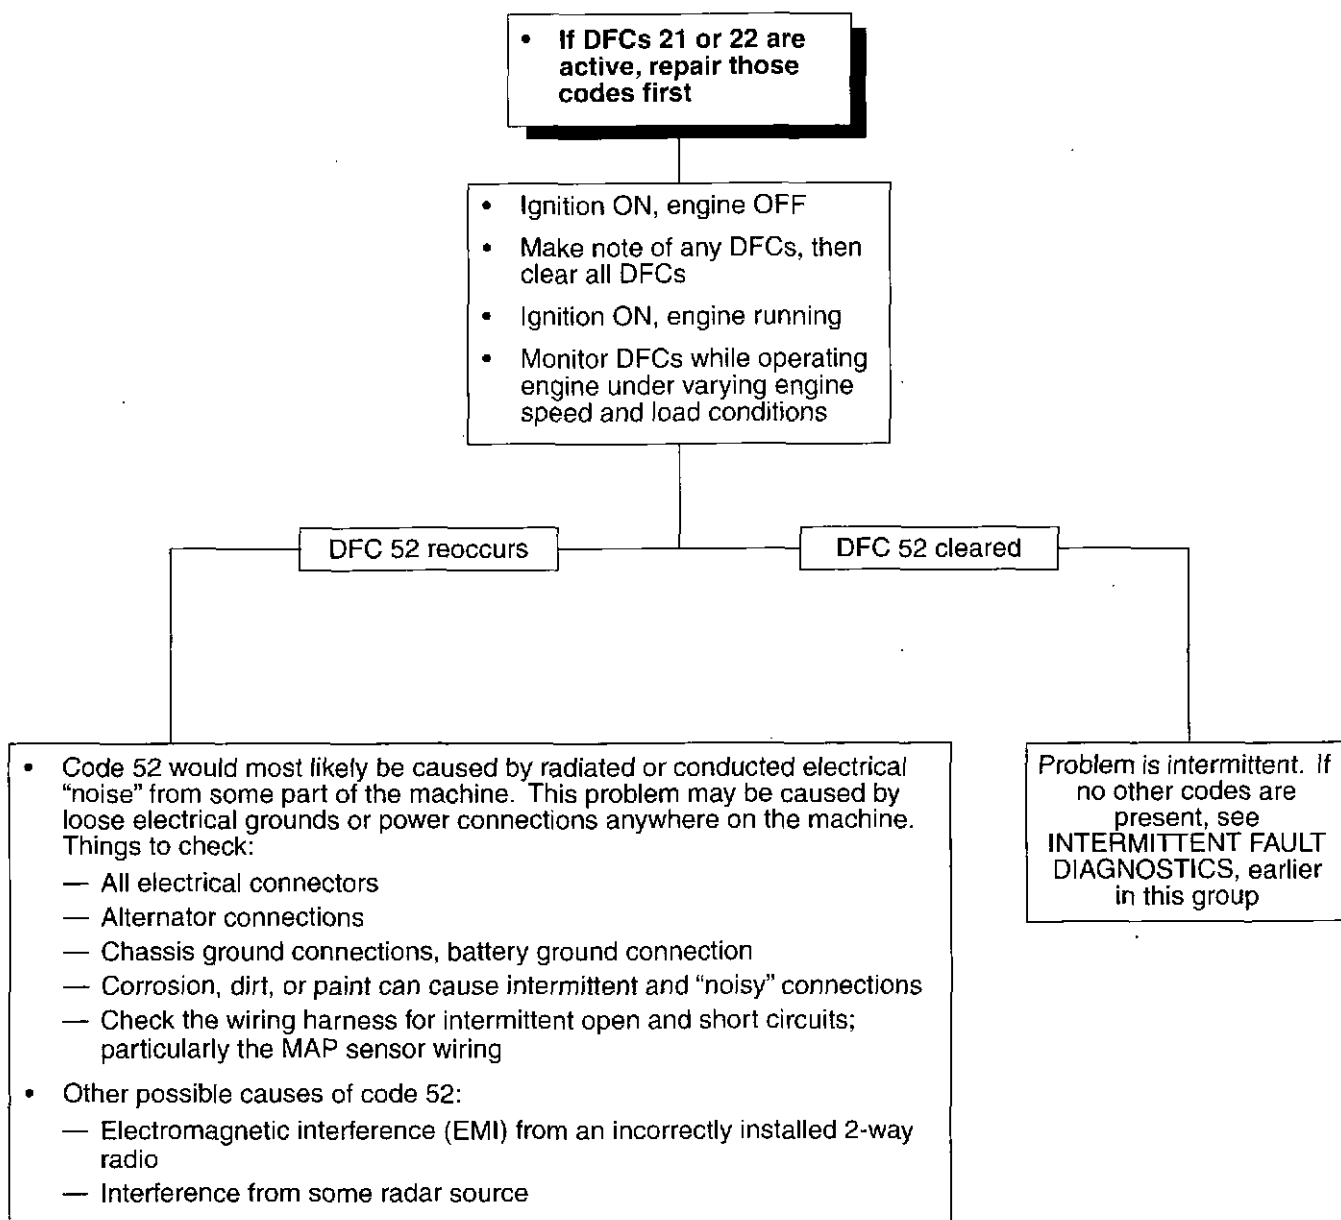 • If DFCs 21 or 22 are
active, repair those
codes first
• Ignition ON, engine OFF
• Make note of any DFCs, then
clear all DFCs
• Ignition ON, engine running
• Monitor DFCs while operating
engine under varying engine
speed and load conditions
DFC 52 reoccurs
DFC 52 cleared
• Code 52 would most likely be caused by radiated or conducted electrical
“noise” from some part of the machine. This problem may be caused by
loose electrical grounds or power connections anywhere on the machine.
Things to check:
— All electrical connectors
— Alternator connections
— Chassis ground connections, battery ground connection
— Corrosion, dirt, or paint can cause intermittent and “noisy” connections
— Check the wiring harness for intermittent open and short circuits;
particularly the MAP sensor wiring
• Other possible causes of code 52:
— Electromagnetic interference (EMI) from an incorrectly installed 2-way
radio
— Interference from some radar source
Problem is intermittent. If
no other codes are
present, see
INTERMITTENT FAULT
DIAGNOSTICS, earlier
in this group